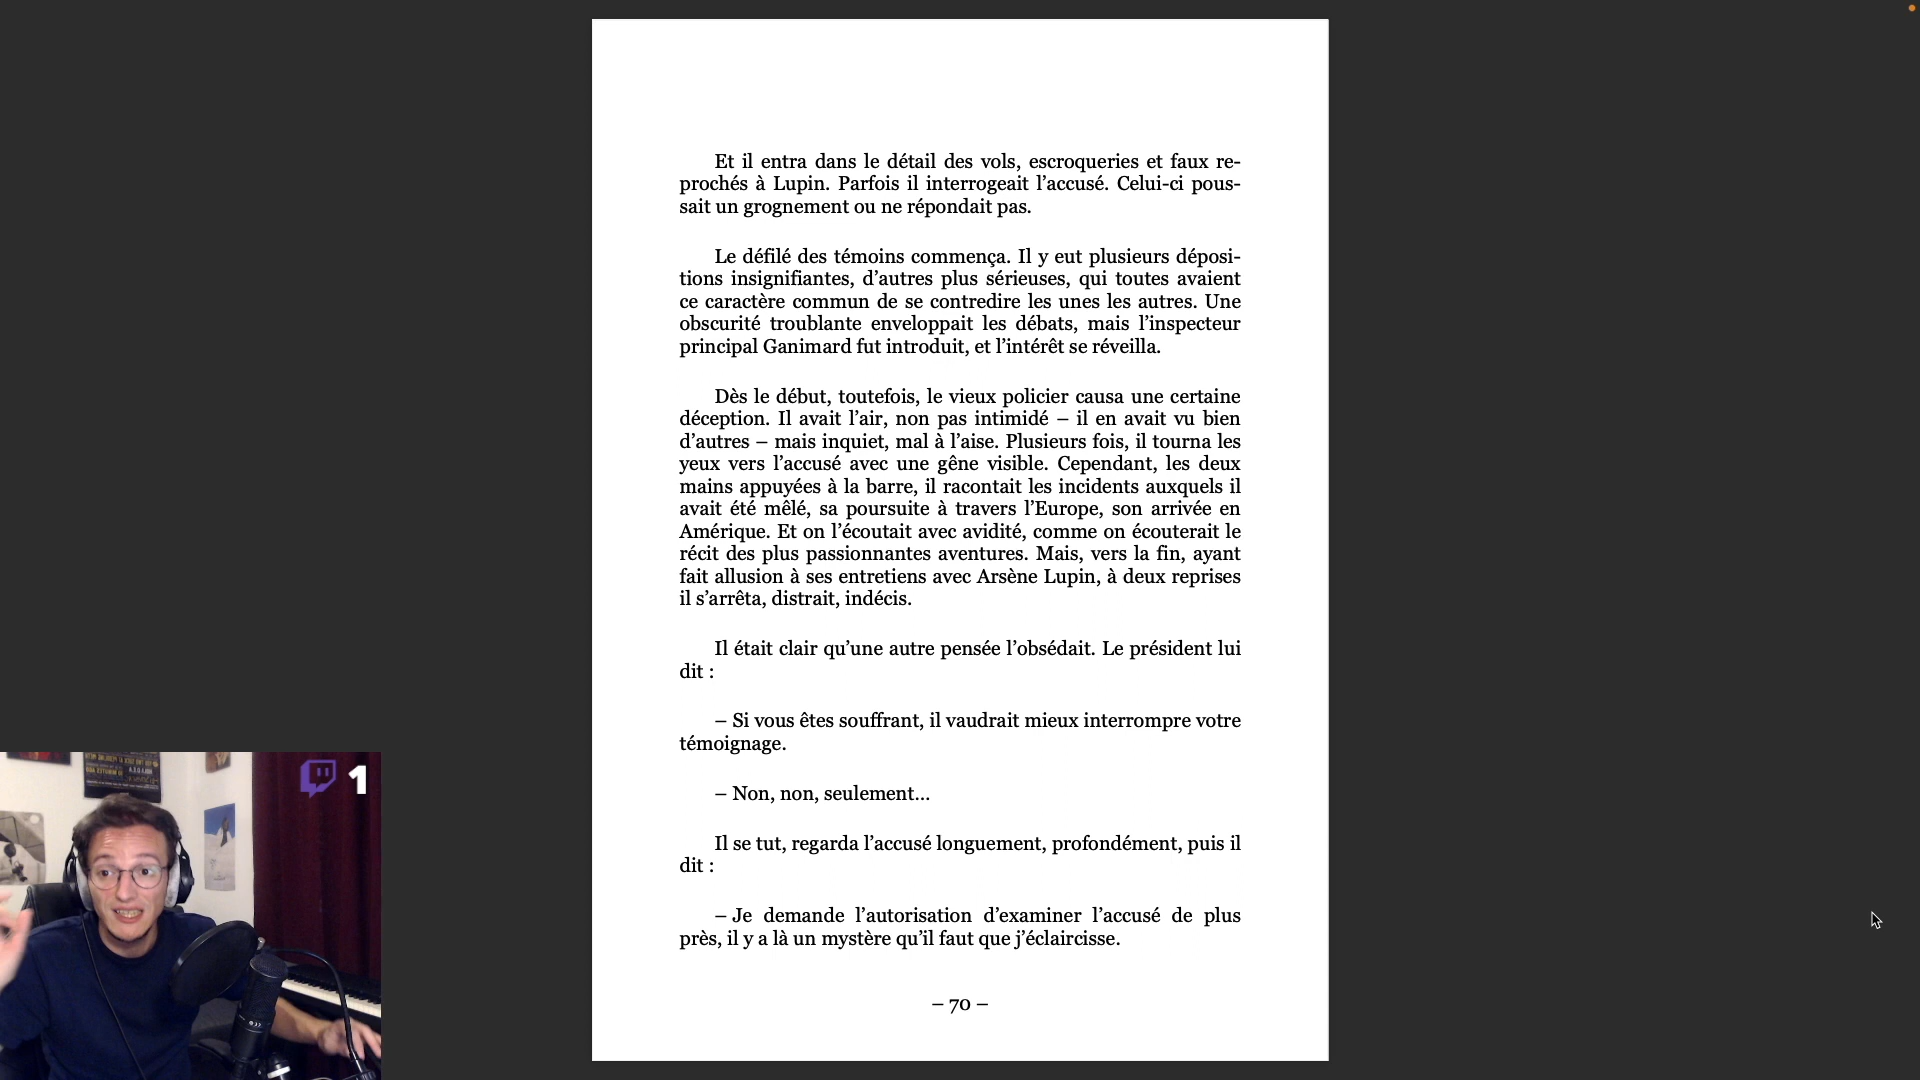 Et il entra dans le détail des vols, escroqueries et faux re-
prochés à Lupin. Parfois il interrogeait l’accusé. Celui-ci pous-
sait un grognement ou ne répondait pas.
Le défilé des témoins commença. Il y eut plusieurs déposi-
tions insignifiantes, d’autres plus sérieuses, qui toutes avaient
ce caractère commun de se contredire les unes les autres. Une
obscurité troublante enveloppait les débats, mais l’inspecteur
principal Ganimard fut introduit, et l’intérêt se réveilla.
Dès le début, toutefois, le vieux policier causa une certaine
déception. Il avait l’air, non pas intimidé – il en avait vu bien
d’autres – mais inquiet, mal à l’aise. Plusieurs fois, il tourna les
yeux vers l’accusé avec une gêne visible. Cependant, les deux
mains appuyées à la barre, il racontait les incidents auxquels il
avait été mêlé, sa poursuite à travers l’Europe, son arrivée en
Amérique. Et on l’écoutait avec avidité, comme on écouterait le
récit des plus passionnantes aventures. Mais, vers la fin, ayant
fait allusion à ses entretiens avec Arsène Lupin, à deux reprises
il s’arrêta, distrait, indécis.
Il était clair qu’une autre pensée l’obsédait. Le président lui
dit :
– Si vous êtes souffrant, il vaudrait mieux interrompre votre
témoignage.
– Non, non, seulement…
Il se tut, regarda l’accusé longuement, profondément, puis il
dit :
– Je demande l’autorisation d’examiner l’accusé de plus
près, il y a là un mystère qu’il faut que j’éclaircisse.
– 70 –
1